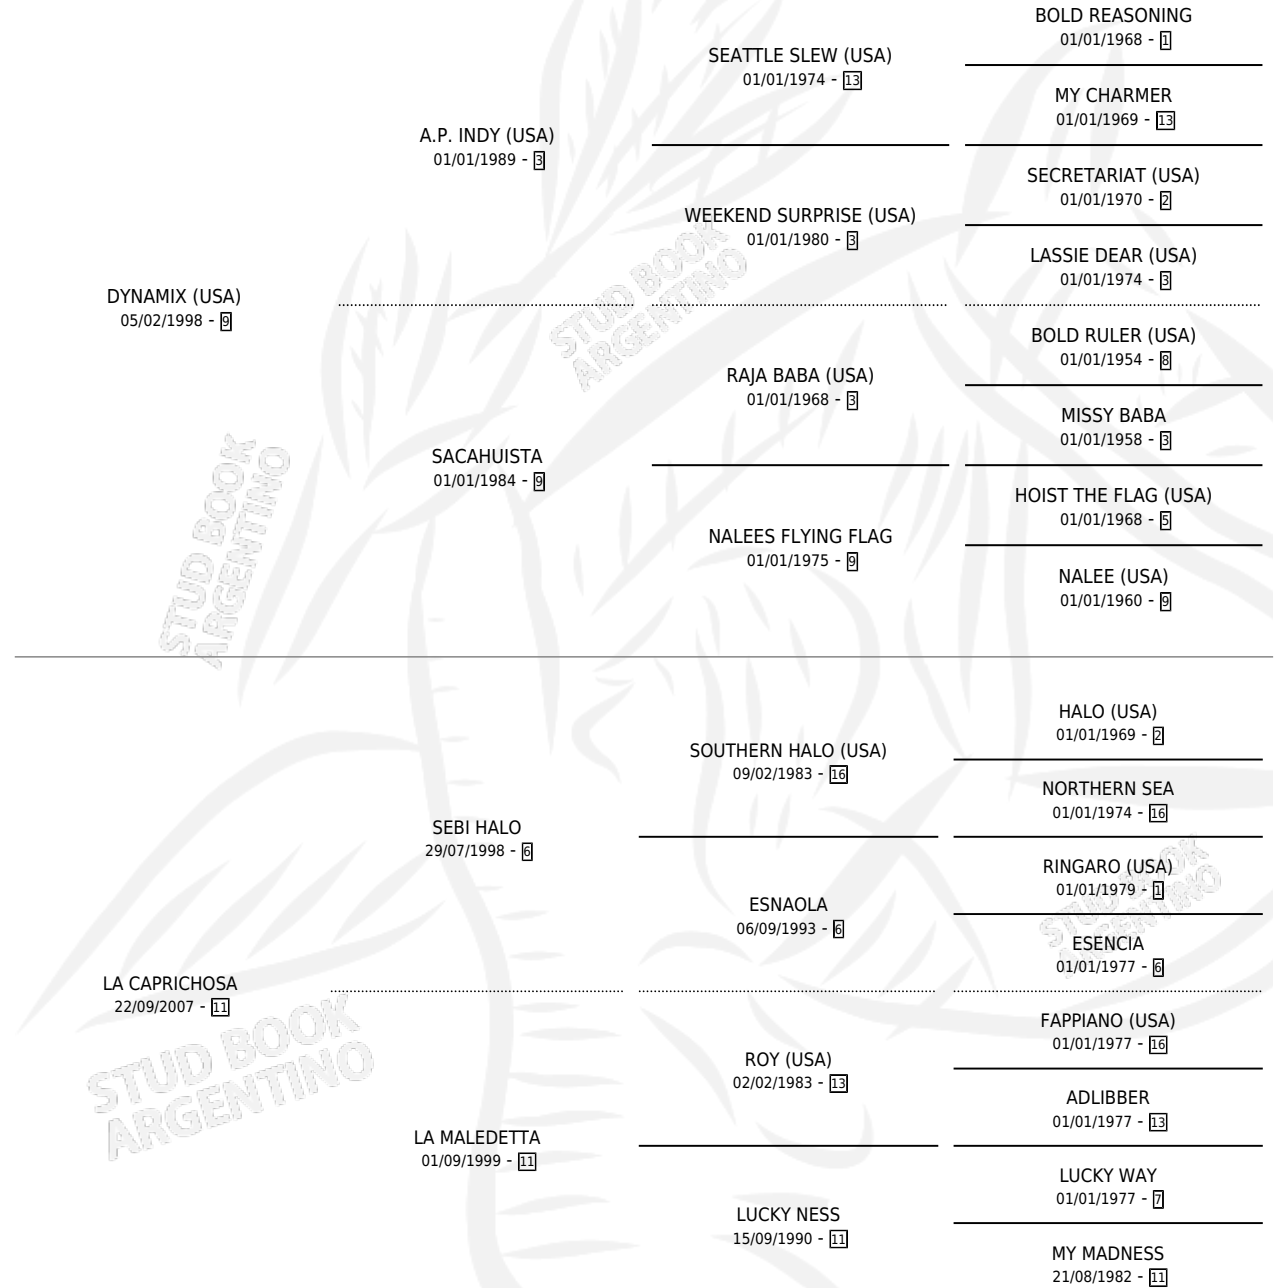 BOLD REASONING
01/01/1968 - 1
SEATTLE SLEW (USA)
01/01/1974 - 13
MY CHARMER
01/01/1969 - 13
A.P. INDY (USA)
01/01/1989 - 3
SECRETARIAT (USA)
01/01/1970 - 2
WEEKEND SURPRISE (USA)
01/01/1980 - 3
LASSIE DEAR (USA)
01/01/1974 - 3
DYNAMIX (USA)
05/02/1998 - 9
BOLD RULER (USA)
01/01/1954 - 8
RAJA BABA (USA)
01/01/1968 - 3
MISSY BABA
01/01/1958 - 3
SACAHUISTA
01/01/1984 - 9
HOIST THE FLAG (USA)
01/01/1968 - 5
NALEES FLYING FLAG
01/01/1975 - 9
NALEE (USA)
01/01/1960 - 9
HALO (USA)
01/01/1969 - 2
SOUTHERN HALO (USA)
09/02/1983 - 16
NORTHERN SEA
01/01/1974 - 16
SEBI HALO
29/07/1998 - 6
RINGARO (USA)
01/01/1979 - 1
ESNAOLA
06/09/1993 - 6
ESENCIA
01/01/1977 - 6
LA CAPRICHOSA
22/09/2007 - 11
FAPPIANO (USA)
01/01/1977 - 16
ROY (USA)
02/02/1983 - 13
ADLIBBER
01/01/1977 - 13
LA MALEDETTA
01/09/1999 - 11
LUCKY WAY
01/01/1977 - 7
LUCKY NESS
15/09/1990 - 11
MY MADNESS
21/08/1982 - 11
STUD BOOK
ARGENTINO
STUD BOOK
ARGENTINO
STUD BOOK
ARGENTINO
STUD BOOK
ARGENTINO